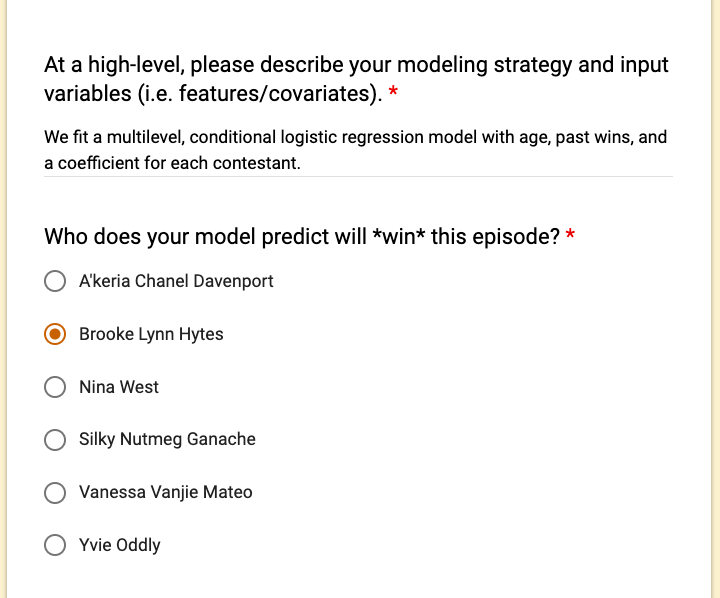 At a high-level, please describe your modeling strategy and input
variables (i.e. features/covariates). *
We fit a multilevel, conditional logistic regression model with age, past wins, and
a coefficient for each contestant.
Who does your model predict will *win* this episode? *
A'keria Chanel Davenport
Brooke Lynn Hytes
Nina West
Silky Nutmeg Ganache
Vanessa Vanjie Mateo
Yvie Oddly